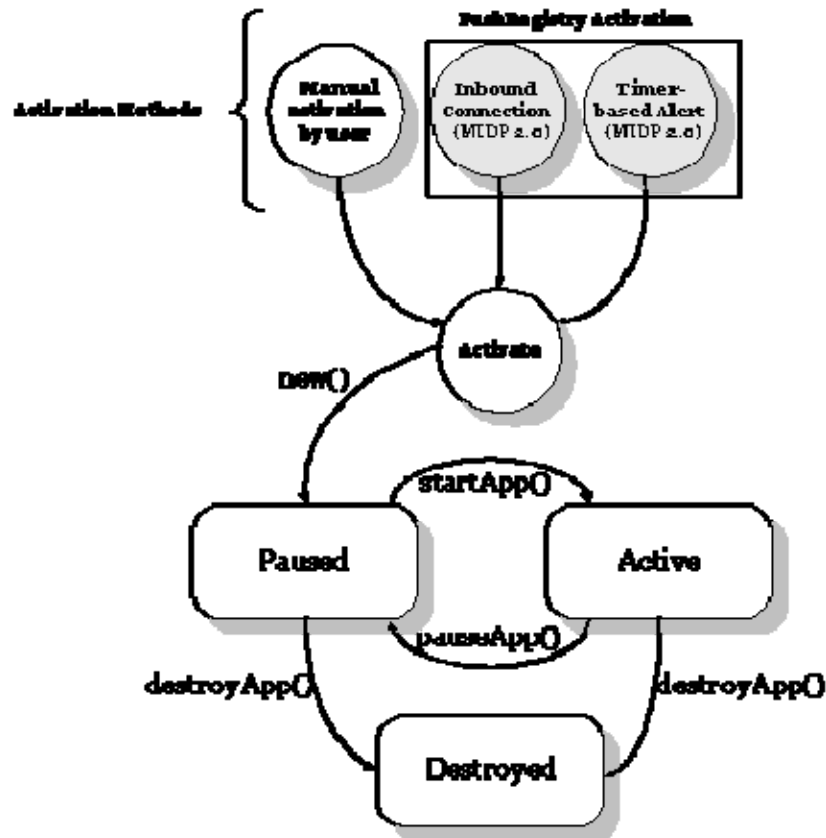 PushRegistry Activation
Activation Methods
Manual
activation
by user
Inbound
Connection
(MIDP 2.0)
Timer-
based Alert
(MIDP 2.0)
Activate
new()
startApp()
Paused
Active
pauseApp()
destroyApp()
destroyApp()
Destroyed